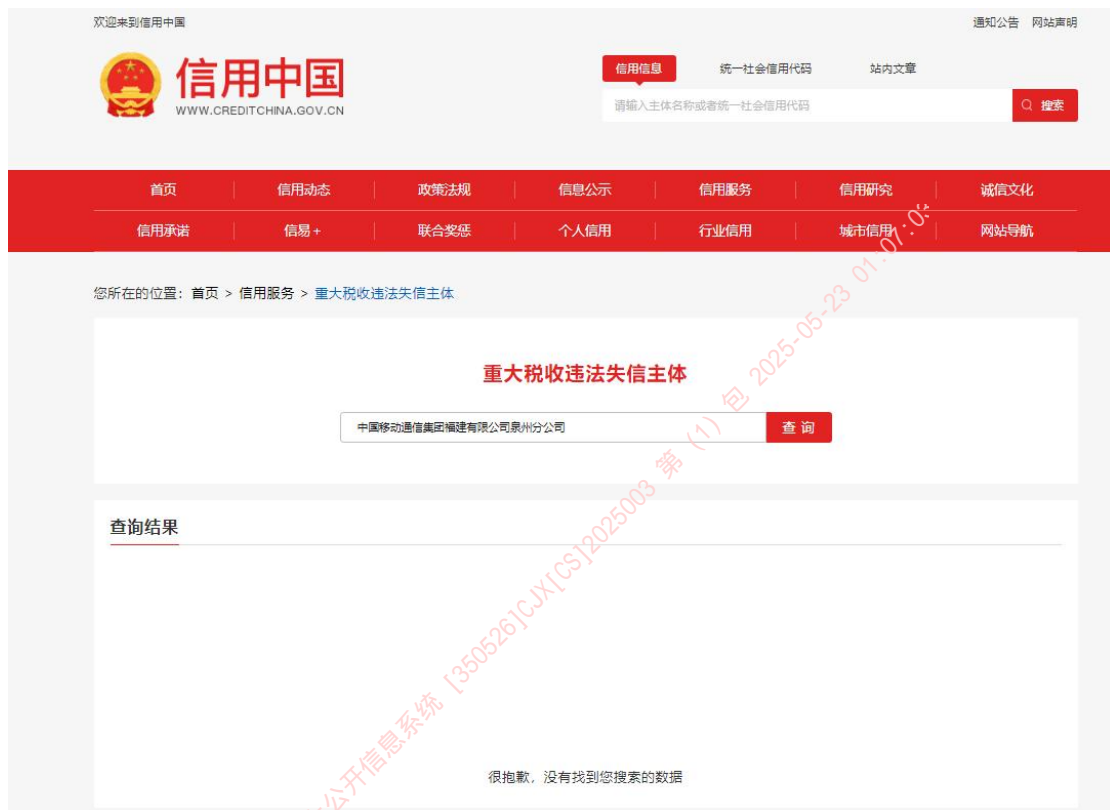 欢迎来到信用中国
通知公告 网站声明
信用中国
WWW.CREDITCHINA.GOV.CN
信用信息 统一社会信用代码 站内文章
请输入主体名称或者统一社会信用代码 搜索
首页 信用动态 政策法规 信息公示 信用服务 信用研究 诚信文化
信用承诺 信易+ 联合奖惩 个人信用 行业信用 城市信用 网站导航
您所在的位置：首页 > 信用服务 > 重大税收违法失信主体
重大税收违法失信主体
中国移动通信集团福建有限公司泉州分公司 查询
查询结果
很抱歉，没有找到您搜索的数据
公开信息系统 [350526]CJX[CS]2025003 第（1）包 2025-05-23 01:07:0